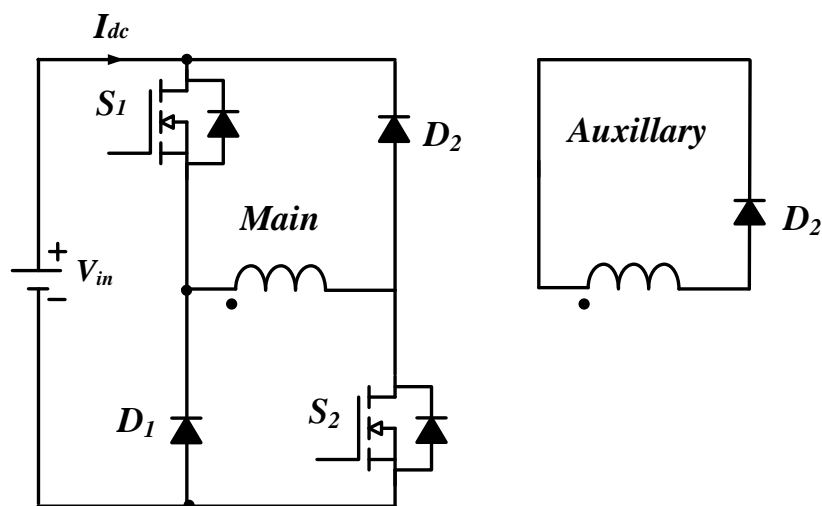 Idc
S1
D2
Auxillary
Main
D2
+
Vin
−
D1
S2